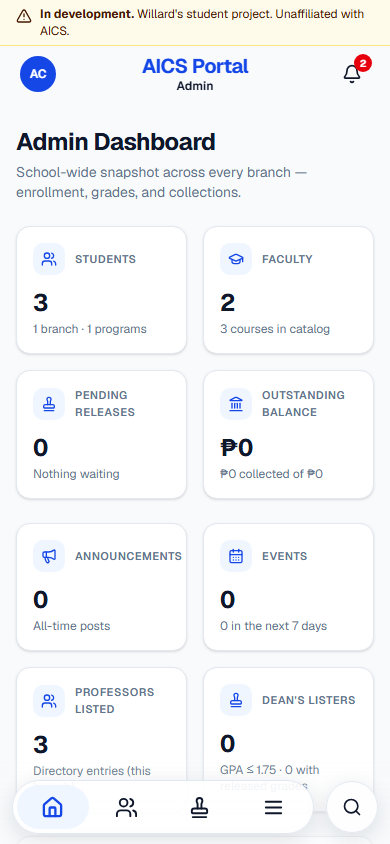 In development. Willard's student project. Unaffiliated with
AICS.
AC
AICS Portal
Admin
2
Admin Dashboard
School-wide snapshot across every branch —
enrollment, grades, and collections.
STUDENTS
3
1 branch · 1 programs
FACULTY
2
3 courses in catalog
PENDING
RELEASES
0
Nothing waiting
OUTSTANDING
BALANCE
₱0
₱0 collected of ₱0
ANNOUNCEMENTS
0
All-time posts
EVENTS
0
0 in the next 7 days
PROFESSORS
LISTED
3
Directory entries (this
DEAN'S LISTERS
0
GPA ≤ 1.75 · 0 with
released grades